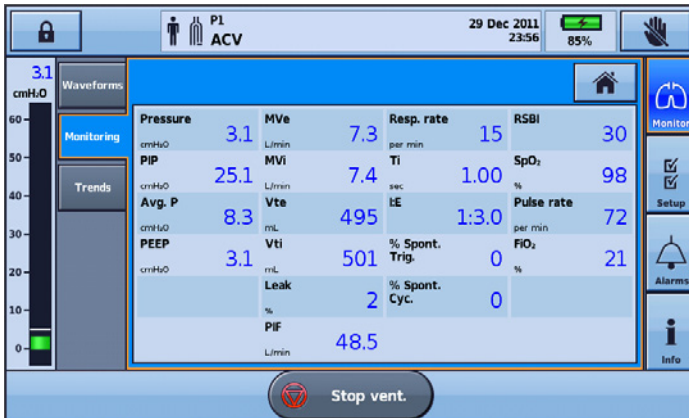 P1
ACV
29 Dec 2011
23:56
85%
3.1
cmH₂O
60
50
40
30
20
10
0
Waveforms
Monitoring
Trends
Pressure
cmH₂O
3.1
MVe
L/min
7.3
Resp. rate
per min
15
RSBI
30
PIP
cmH₂O
25.1
MVi
L/min
7.4
Ti
sec
1.00
SpO₂
%
98
Avg. P
cmH₂O
8.3
Vte
mL
495
I:E
1:3.0
Pulse rate
per min
72
PEEP
cmH₂O
3.1
Vti
mL
501
% Spont.
Trig.
0
FiO₂
%
21
Leak
%
2
% Spont.
Cyc.
0
PIF
L/min
48.5
Monitor
Setup
Alarms
Info
Stop vent.